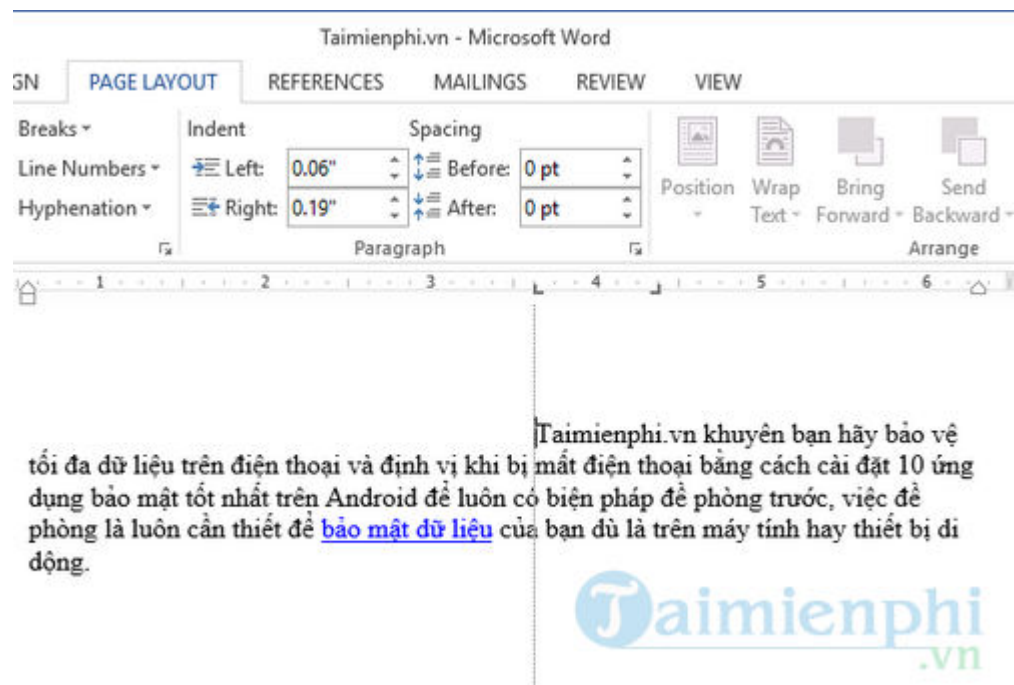 Taimienphi.vn - Microsoft Word
GN PAGE LAYOUT REFERENCES MAILINGS REVIEW VIEW
Breaks Indent Spacing
Line Numbers Left: 0.06" Before: 0 pt
Hyphenation Right: 0.19" After: 0 pt
Position Wrap Text Bring Forward Send Backward
Paragraph Arrange
1 2 3 4 5 6
Taimienphi.vn khuyên bạn hãy bảo vệ
tối đa dữ liệu trên điện thoại và định vị khi bị mất điện thoại bằng cách cài đặt 10 ứng
dụng bảo mật tốt nhất trên Android để luôn có biện pháp đề phòng trước, việc đề
phòng là luôn cần thiết để bảo mật dữ liệu của bạn dù là trên máy tính hay thiết bị di
động.
Taimienphi
.vn